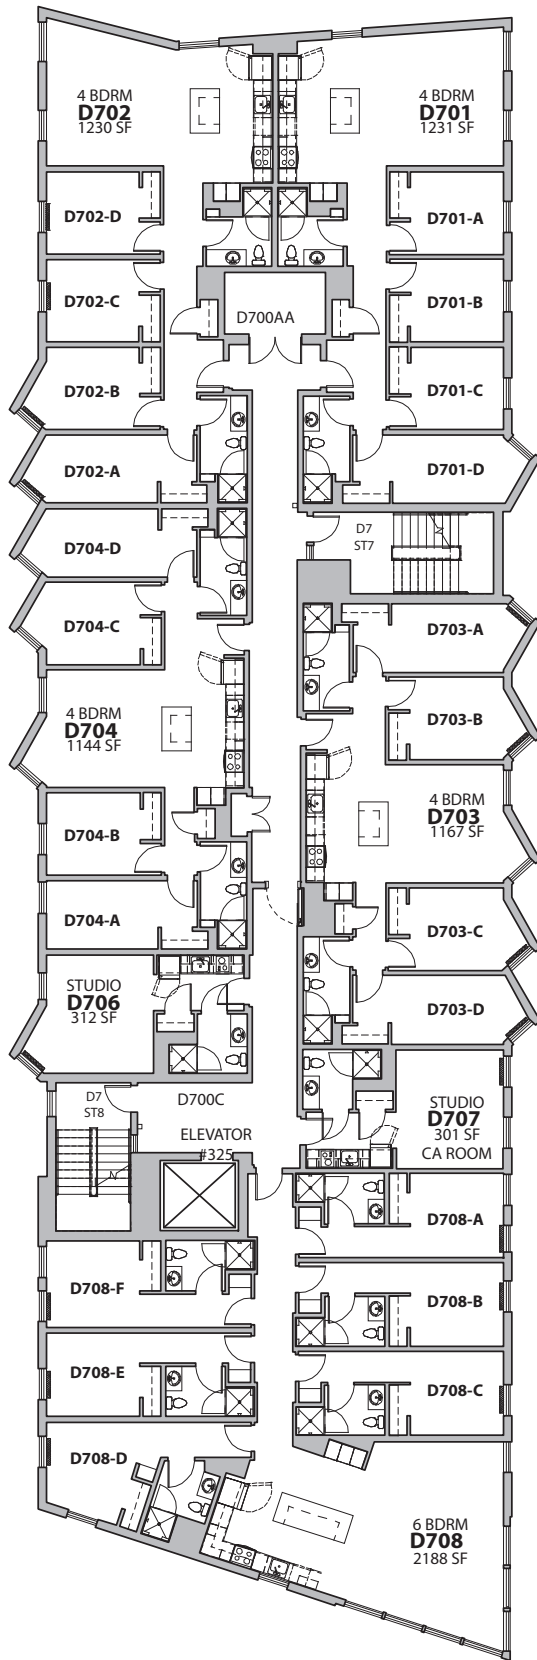 4 BDRM
D702
1230 SF
4 BDRM
D701
1231 SF
D702-D
D701-A
D702-C
D701-B
D700AA
D702-B
D701-C
D702-A
D701-D
D7
ST7
D704-D
D704-C
D703-A
D703-B
4 BDRM
D704
1144 SF
4 BDRM
D703
1167 SF
D704-B
D704-A
D703-C
D703-D
STUDIO
D706
312 SF
D7
ST8
D700C
ELEVATOR
#325
STUDIO
D707
301 SF
CA ROOM
D708-A
D708-F
D708-B
D708-E
D708-C
D708-D
6 BDRM
D708
2188 SF